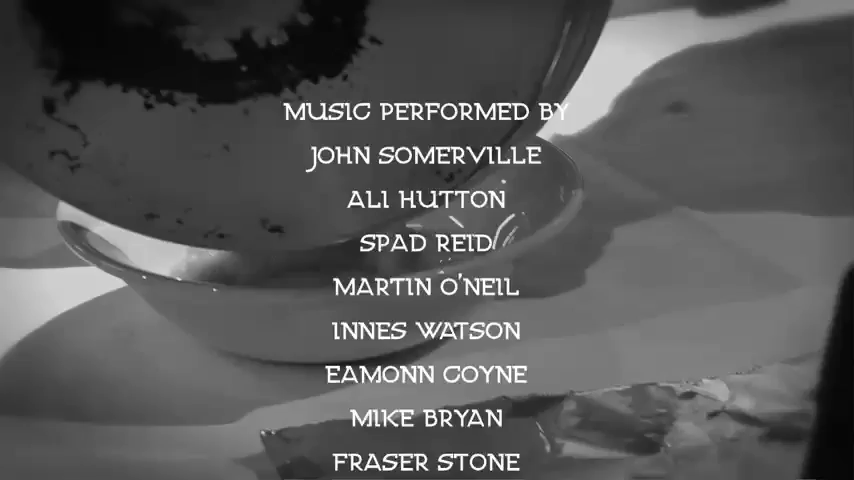 MUSIC PERFORMED BY
JOHN SOMERVILLE
ALI HUTTON
SPAD REID
MARTIN O'NEIL
INNES WATSON
EAMONN COYNE
MIKE BRYAN
FRASER STONE